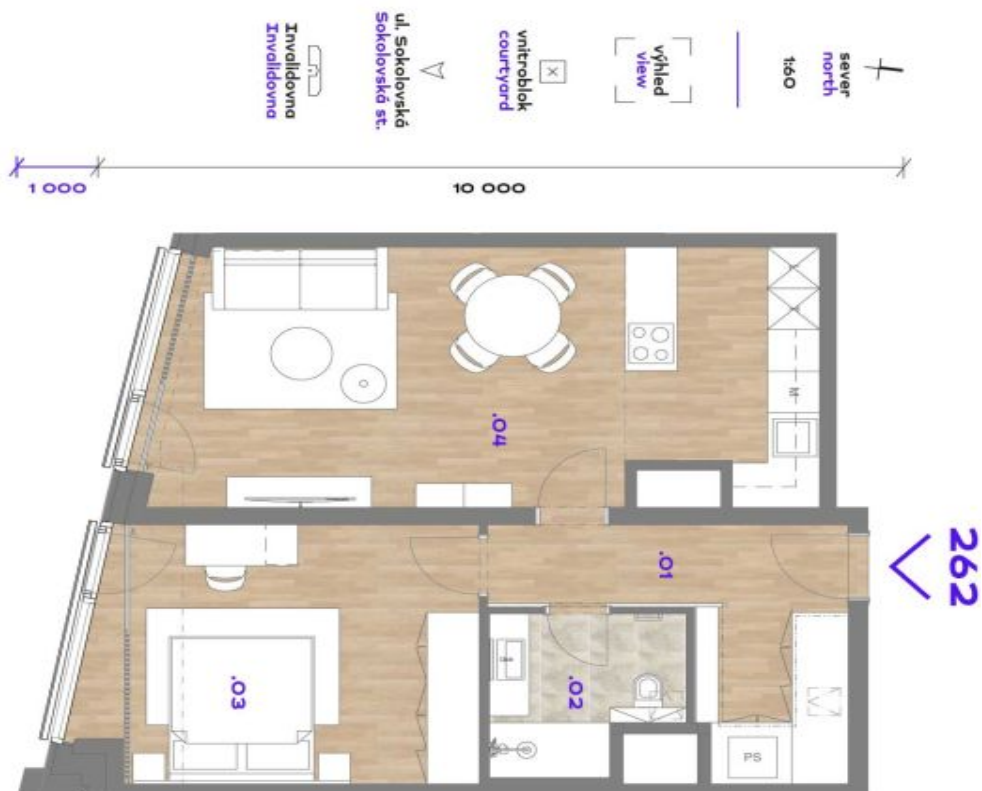 sever
north
1:60
výhled
view
X
vnitroblok
courtyard
ul. Sokolovská
Sokolovská st.
Invalidovna
Invalidovna
1 000
10 000
262
.01
.02
.03
.04
M
PS